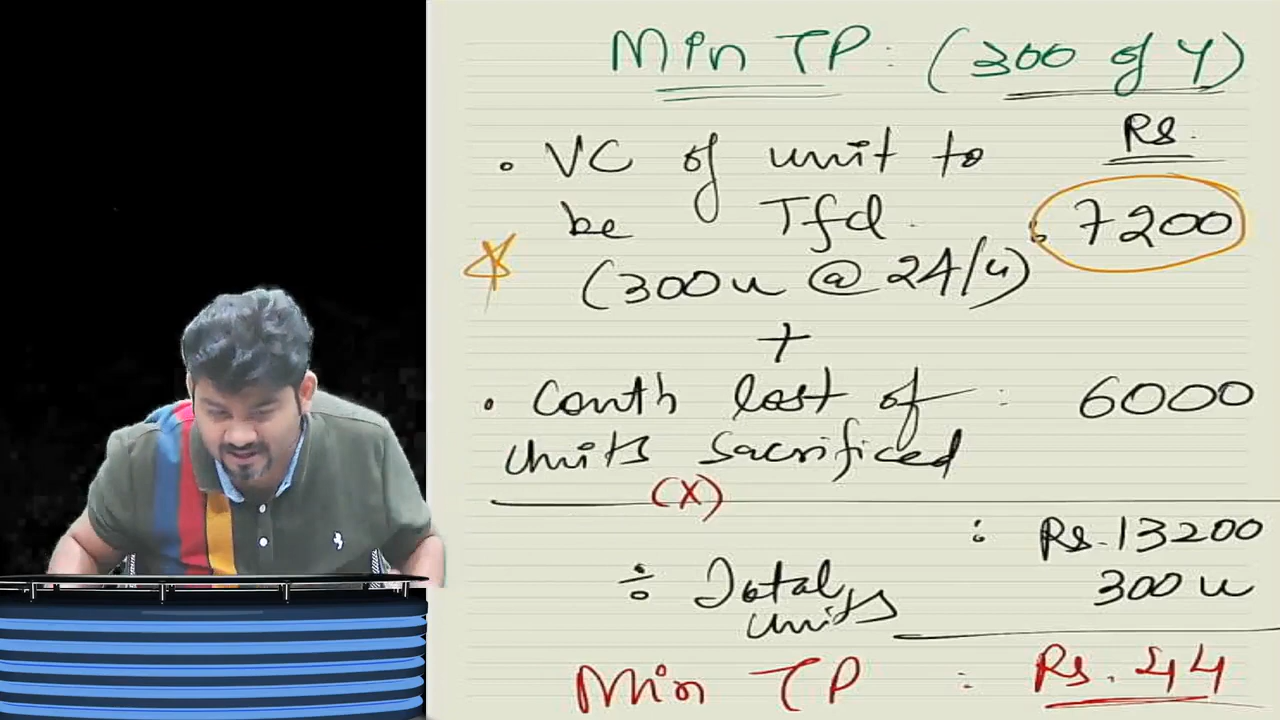 Min TP : (300 of Y)
Rs.
• VC of unit to
be Tfd. : 7200
(300u @ 24/u)
+
• Contn lost of : 6000
units sacrificed
(X)
: Rs. 13200
÷ Total 300 u
units
Min TP : Rs. 44